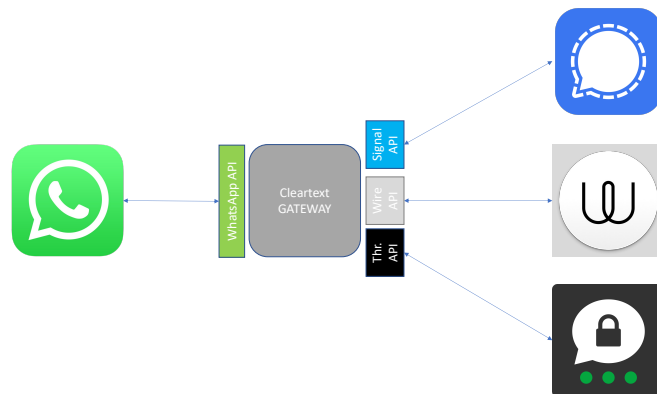 WhatsApp API
Cleartext
GATEWAY
Signal
API
Wire
API
Thr.
API